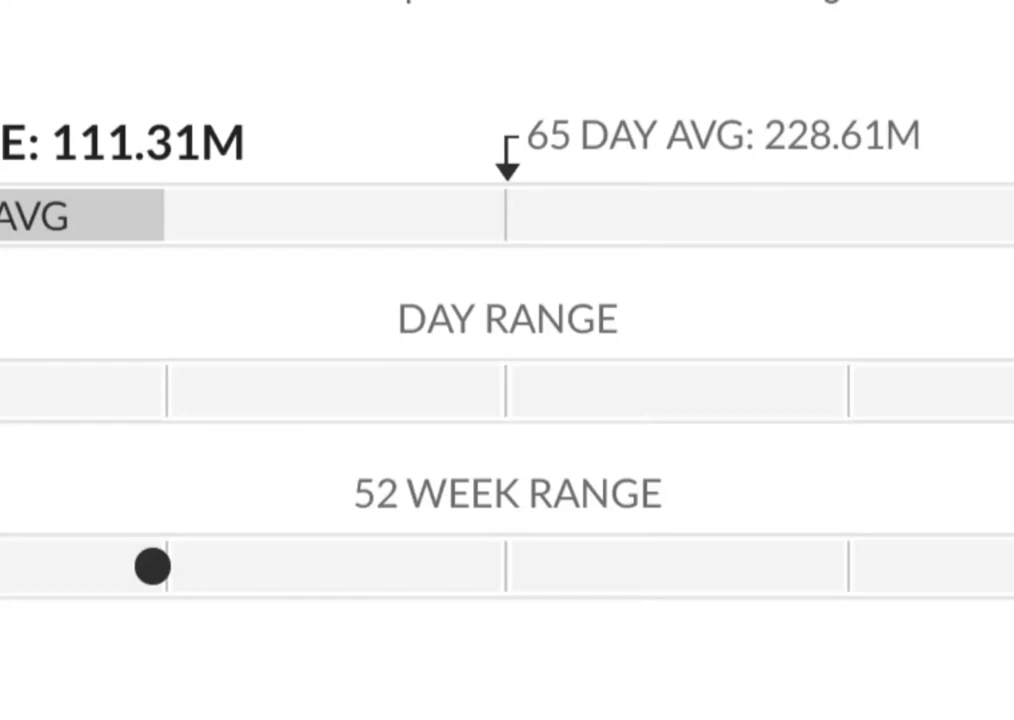 E: 111.31M
65 DAY AVG: 228.61M
AVG
DAY RANGE
52 WEEK RANGE